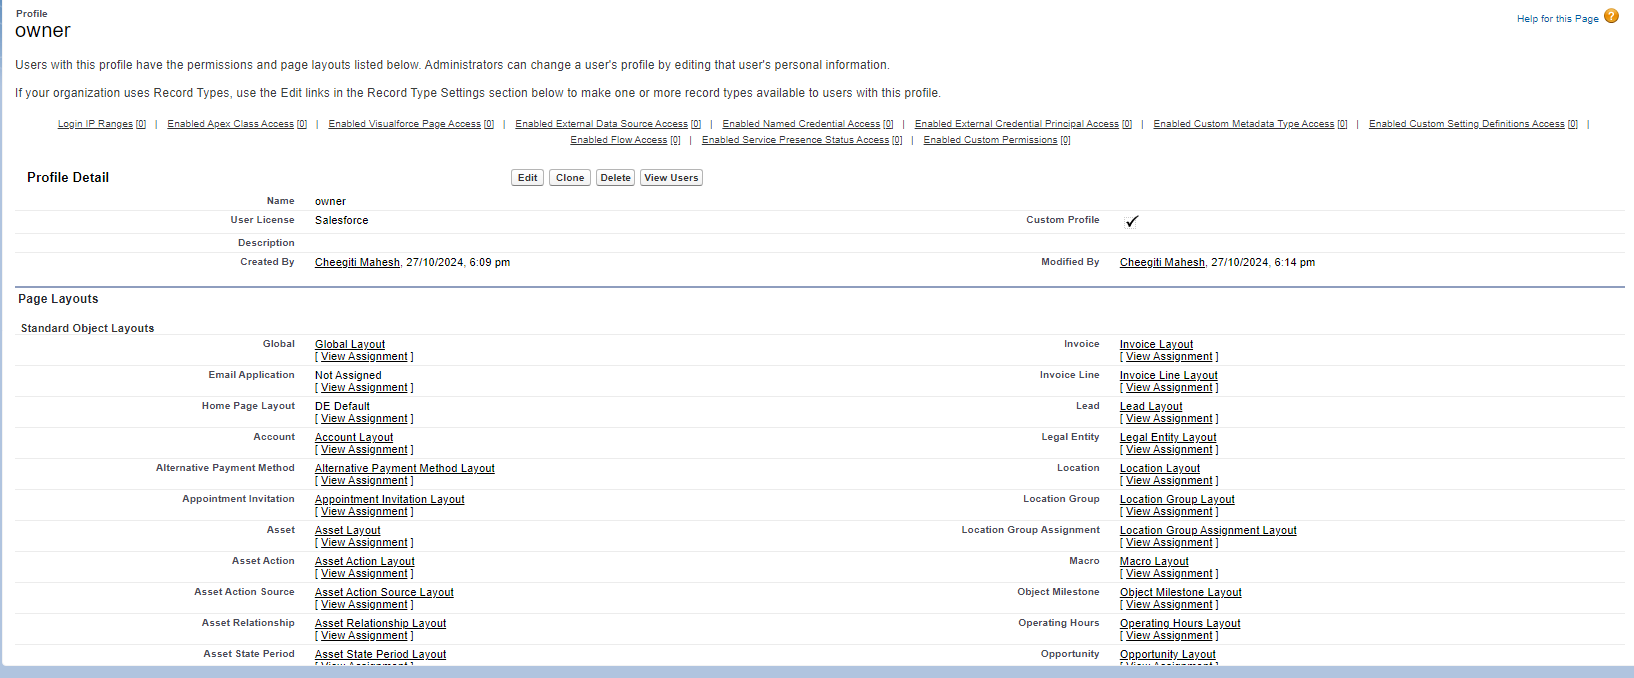 Profile
owner
Help for this Page
Users with this profile have the permissions and page layouts listed below. Administrators can change a user's profile by editing that user's personal information.
If your organization uses Record Types, use the Edit links in the Record Type Settings section below to make one or more record types available to users with this profile.
Login IP Ranges [0] | Enabled Apex Class Access [0] | Enabled Visualforce Page Access [0] | Enabled External Data Source Access [0] | Enabled Named Credential Access [0] | Enabled External Credential Principal Access [0] | Enabled Custom Metadata Type Access [0] | Enabled Custom Setting Definitions Access [0] |
Enabled Flow Access [0] | Enabled Service Presence Status Access [0] | Enabled Custom Permissions [0]
Profile Detail Edit Clone Delete View Users
Name owner
User License Salesforce Custom Profile
Description
Created By Cheegiti Mahesh, 27/10/2024, 6:09 pm Modified By Cheegiti Mahesh, 27/10/2024, 6:14 pm
Page Layouts
Standard Object Layouts
Global Global Layout Invoice Invoice Layout
[ View Assignment ] [ View Assignment ]
Email Application Not Assigned Invoice Line Invoice Line Layout
[ View Assignment ] [ View Assignment ]
Home Page Layout DE Default Lead Lead Layout
[ View Assignment ] [ View Assignment ]
Account Account Layout Legal Entity Legal Entity Layout
[ View Assignment ] [ View Assignment ]
Alternative Payment Method Alternative Payment Method Layout Location Location Layout
[ View Assignment ] [ View Assignment ]
Appointment Invitation Appointment Invitation Layout Location Group Location Group Layout
[ View Assignment ] [ View Assignment ]
Asset Asset Layout Location Group Assignment Location Group Assignment Layout
[ View Assignment ] [ View Assignment ]
Asset Action Asset Action Layout Macro Macro Layout
[ View Assignment ] [ View Assignment ]
Asset Action Source Asset Action Source Layout Object Milestone Object Milestone Layout
[ View Assignment ] [ View Assignment ]
Asset Relationship Asset Relationship Layout Operating Hours Operating Hours Layout
[ View Assignment ] [ View Assignment ]
Asset State Period Asset State Period Layout Opportunity Opportunity Layout